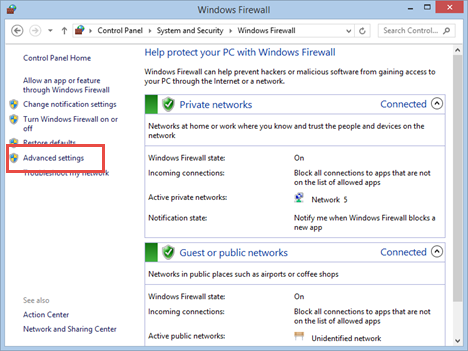 Windows Firewall
Control Panel
System and Security
Windows Firewall
Search Control...
Control Panel Home
Allow an app or feature
through Windows Firewall
Change notification settings
Turn Windows Firewall on or
off
Restore defaults
Advanced settings
Troubleshoot my network
See also
Action Center
Network and Sharing Center
Help protect your PC with Windows Firewall
Windows Firewall can help prevent hackers or malicious software from gaining access
to your PC through the Internet or a network.
Private networks Connected
Networks at home or work where you know and trust the people and devices on the
network
Windows Firewall state: On
Incoming connections: Block all connections to apps that are not
on the list of allowed apps
Active private networks: Network 5
Notification state: Notify me when Windows Firewall blocks a
new app
Guest or public networks Connected
Networks in public places such as airports or coffee shops
Windows Firewall state: On
Incoming connections: Block all connections to apps that are not
on the list of allowed apps
Active public networks: Unidentified network